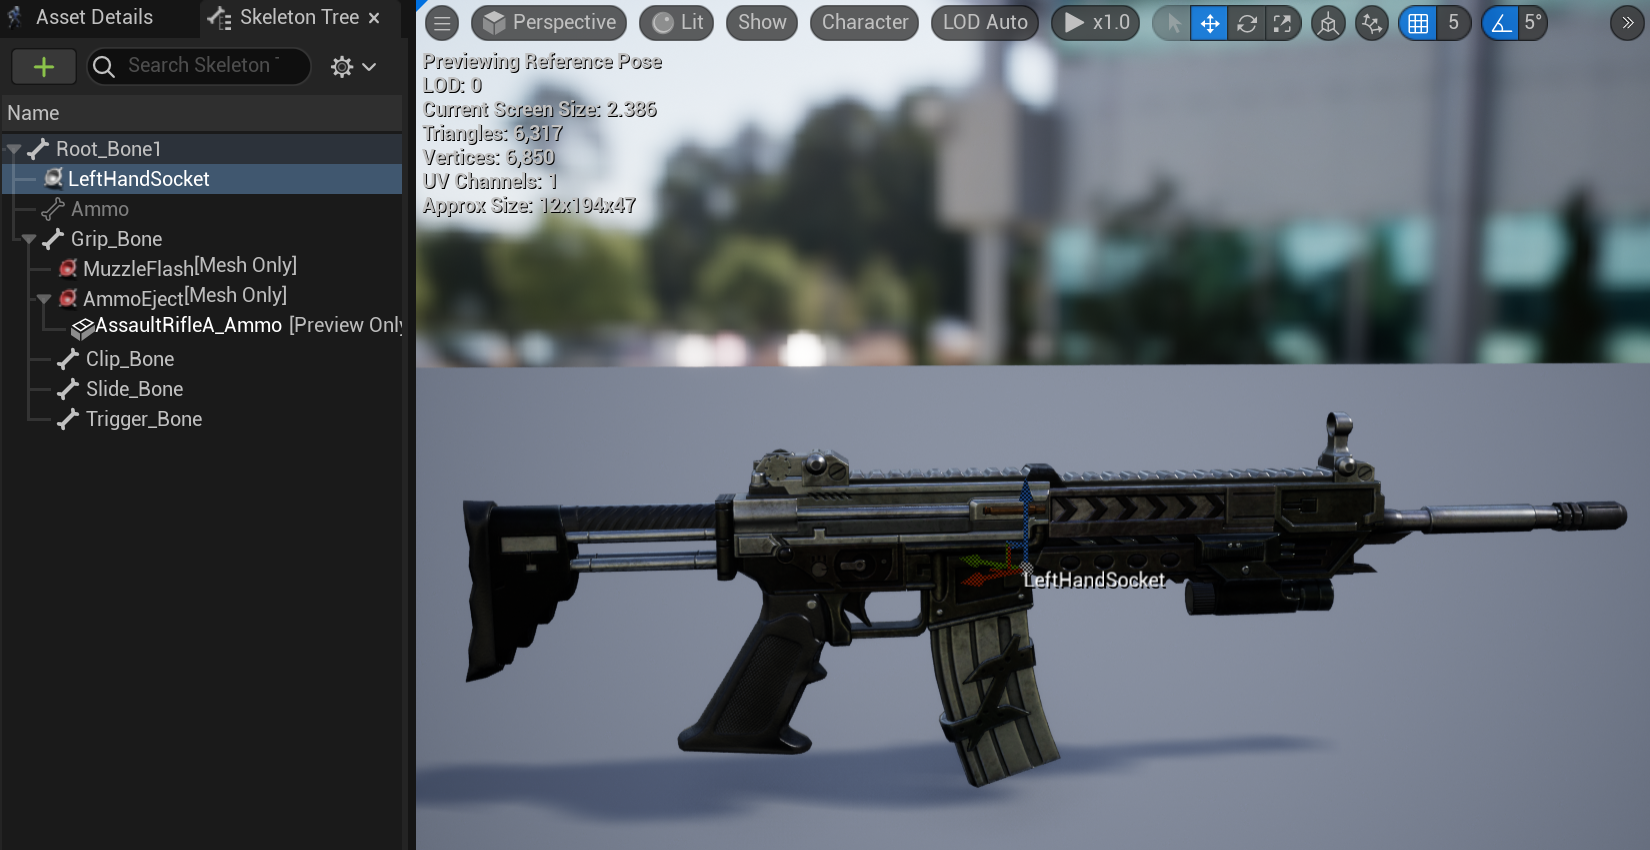 Asset Details
Skeleton Tree
Search Skeleton
Name
Root_Bone1
LeftHandSocket
Ammo
Grip_Bone
MuzzleFlash[Mesh Only]
AmmoEject[Mesh Only]
AssaultRifleA_Ammo [Preview Only
Clip_Bone
Slide_Bone
Trigger_Bone
Perspective Lit Show Character LOD Auto x1.0 5 5°
Previewing Reference Pose
LOD: 0
Current Screen Size: 2.386
Triangles: 6,317
Vertices: 6,850
UV Channels: 1
Approx Size: 12x194x47
LeftHandSocket